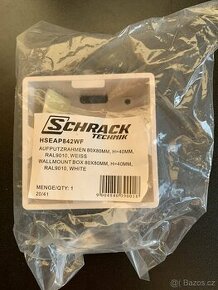 SCHRACK
TECHNIK
HSEAP842WF
AUFPUTZRAHMEN 80X80MM, H=40MM,
RAL9010, WEISS
WALLMOUNT BOX 80X80MM, H=40MM,
RAL9010, WHITE
MENGE/QTY: 1
20/41
Bazoš.cz